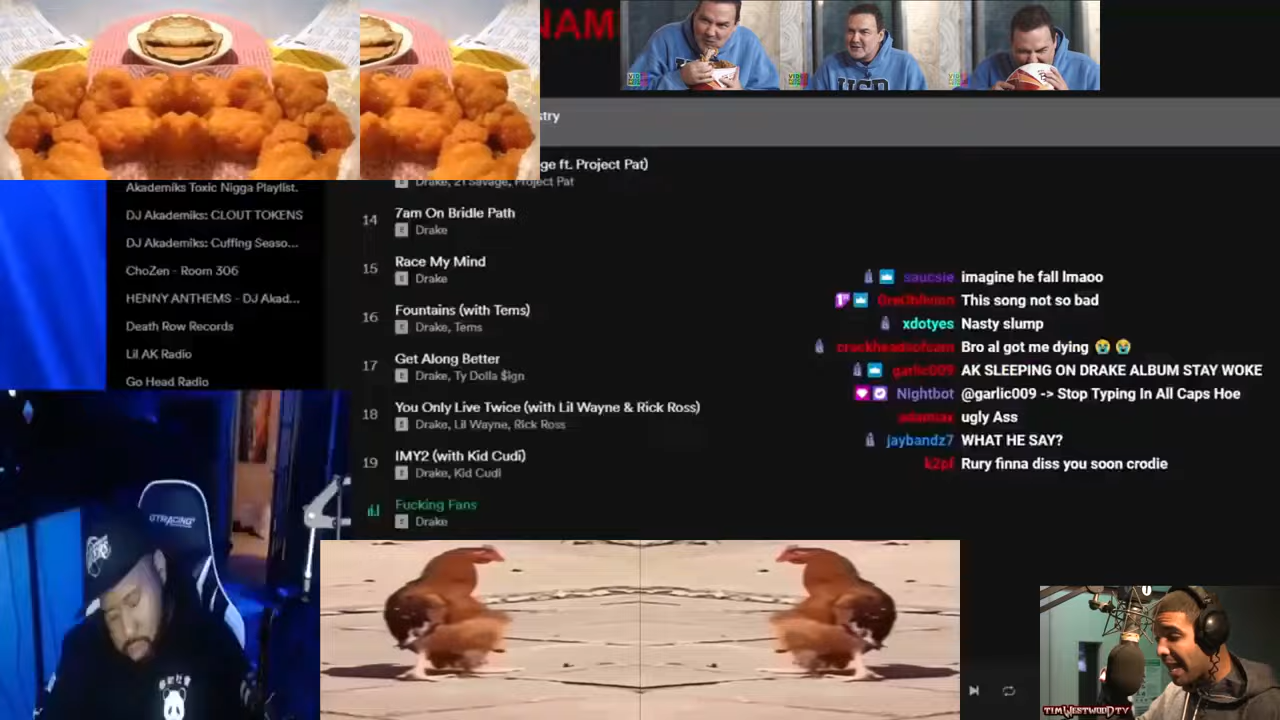 NAM
stry
ge ft. Project Pat)
Drake, 21 Savage, Project Pat
Akademiks Toxic Nigga Playlist.
DJ Akademiks: CLOUT TOKENS
DJ Akademiks: Cuffing Seaso...
ChoZen - Room 306
HENNY ANTHEMS - DJ Akad...
Death Row Records
Lil AK Radio
Go Head Radio
14 7am On Bridle Path
E Drake
15 Race My Mind
E Drake
16 Fountains (with Tems)
E Drake, Tems
17 Get Along Better
E Drake, Ty Dolla $ign
18 You Only Live Twice (with Lil Wayne & Rick Ross)
E Drake, Lil Wayne, Rick Ross
19 IMY2 (with Kid Cudi)
E Drake, Kid Cudi
Fucking Fans
E Drake
saucsie imagine he fall lmaoo
This song not so bad
xdotyes Nasty slump
Bro al got me dying 😭 😭
garlic009 AK SLEEPING ON DRAKE ALBUM STAY WOKE
Nightbot @garlic009 -> Stop Typing In All Caps Hoe
ugly Ass
jaybandz7 WHAT HE SAY?
k2pf Rury finna diss you soon crodie
GTRACING
TIMWESTWOODTV